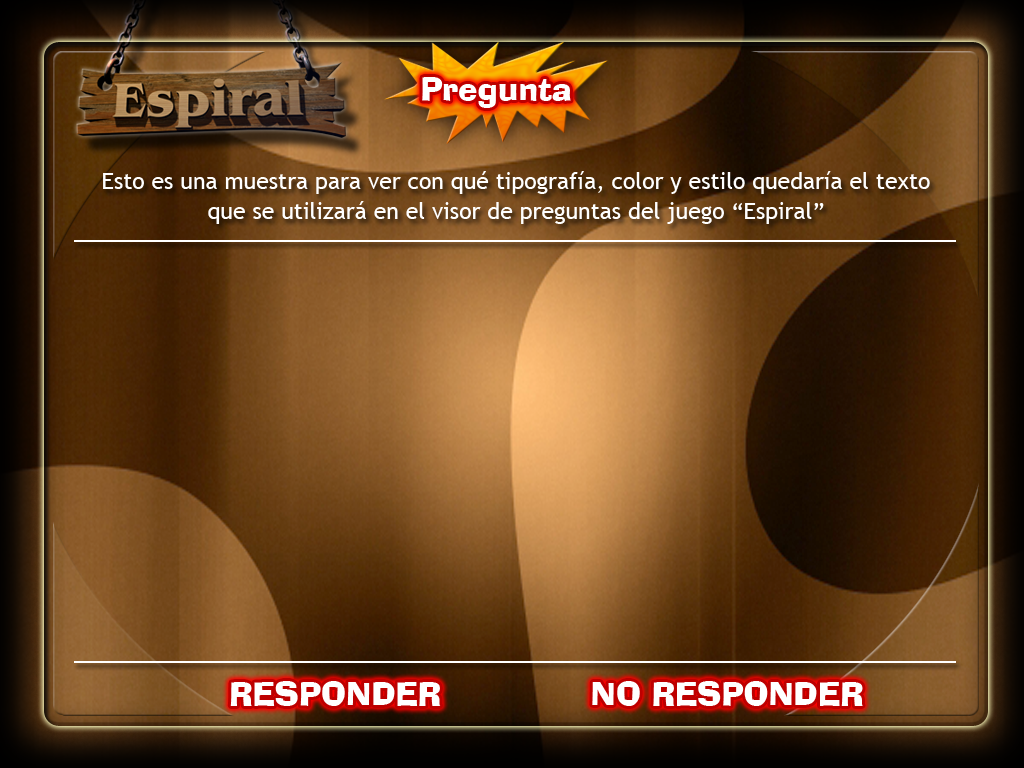 Espiral
Pregunta
Esto es una muestra para ver con qué tipografía, color y estilo quedaría el texto
que se utilizará en el visor de preguntas del juego “Espiral”
RESPONDER
NO RESPONDER